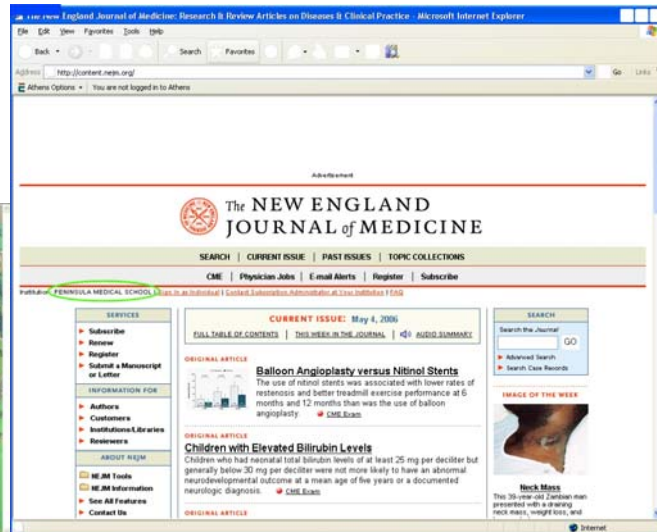 The New England Journal of Medicine: Research & Review Articles on Diseases & Clinical Practice - Microsoft Internet Explorer
File Edit View Favorites Tools Help
Back Search Favorites
Address http://content.nejm.org/ Go Links
Athens Options You are not logged in to Athens
Advertisement
The NEW ENGLAND
JOURNAL of MEDICINE
SEARCH | CURRENT ISSUE | PAST ISSUES | TOPIC COLLECTIONS
CME | Physician Jobs | E-mail Alerts | Register | Subscribe
Institution: PENINSULA MEDICAL SCHOOL | Sign in as Individual | Contact Subscription Administrator at Your Institution | FAQ
SERVICES
Subscribe
Renew
Register
Submit a Manuscript
or Letter
INFORMATION FOR
Authors
Customers
Institutions/Libraries
Reviewers
ABOUT NEJM
NEJM Tools
NEJM Information
See All Features
Contact Us
CURRENT ISSUE: May 4, 2006
FULL TABLE OF CONTENTS | THIS WEEK IN THE JOURNAL | AUDIO SUMMARY
ORIGINAL ARTICLE
Balloon Angioplasty versus Nitinol Stents
The use of nitinol stents was associated with lower rates of
restenosis and better treadmill exercise performance at 6
months and 12 months than was the use of balloon
angioplasty. CME Exam
ORIGINAL ARTICLE
Children with Elevated Bilirubin Levels
Children who had neonatal total bilirubin levels of at least 25 mg per deciliter but
generally below 30 mg per deciliter were not more likely to have an abnormal
neurodevelopmental outcome at a mean age of five years or a documented
neurologic diagnosis. CME Exam
ORIGINAL ARTICLE
SEARCH
Search the Journal
GO
Advanced Search
Search Case Records
IMAGE OF THE WEEK
Neck Mass
This 39-year-old Zambian man
presented with a draining
neck mass, weight loss, and
Internet